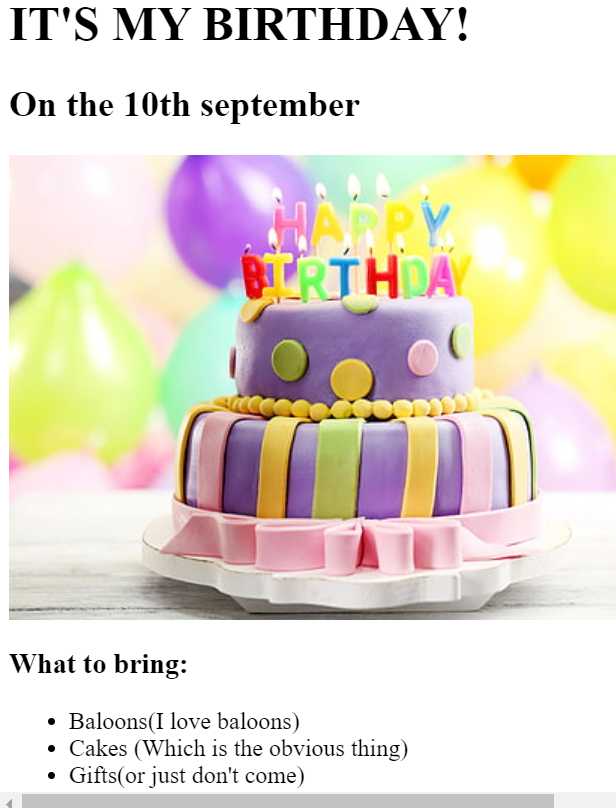 IT'S MY BIRTHDAY!
On the 10th september
HAPPY
BIRTHDAY
What to bring:
Baloons(I love baloons)
Cakes (Which is the obvious thing)
Gifts(or just don't come)